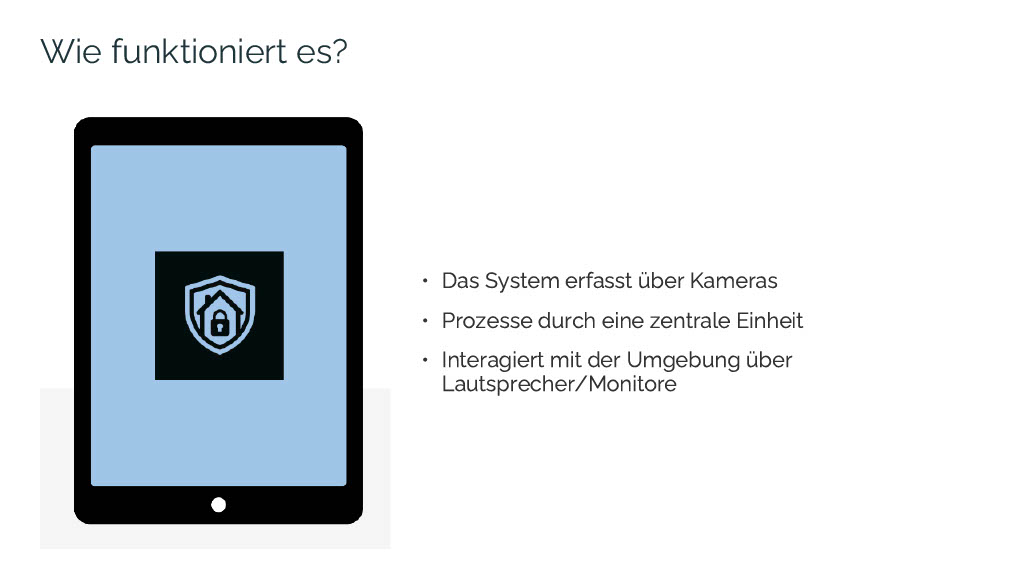 Wie funktioniert es?
• Das System erfasst über Kameras
• Prozesse durch eine zentrale Einheit
• Interagiert mit der Umgebung über
Lautsprecher/Monitore